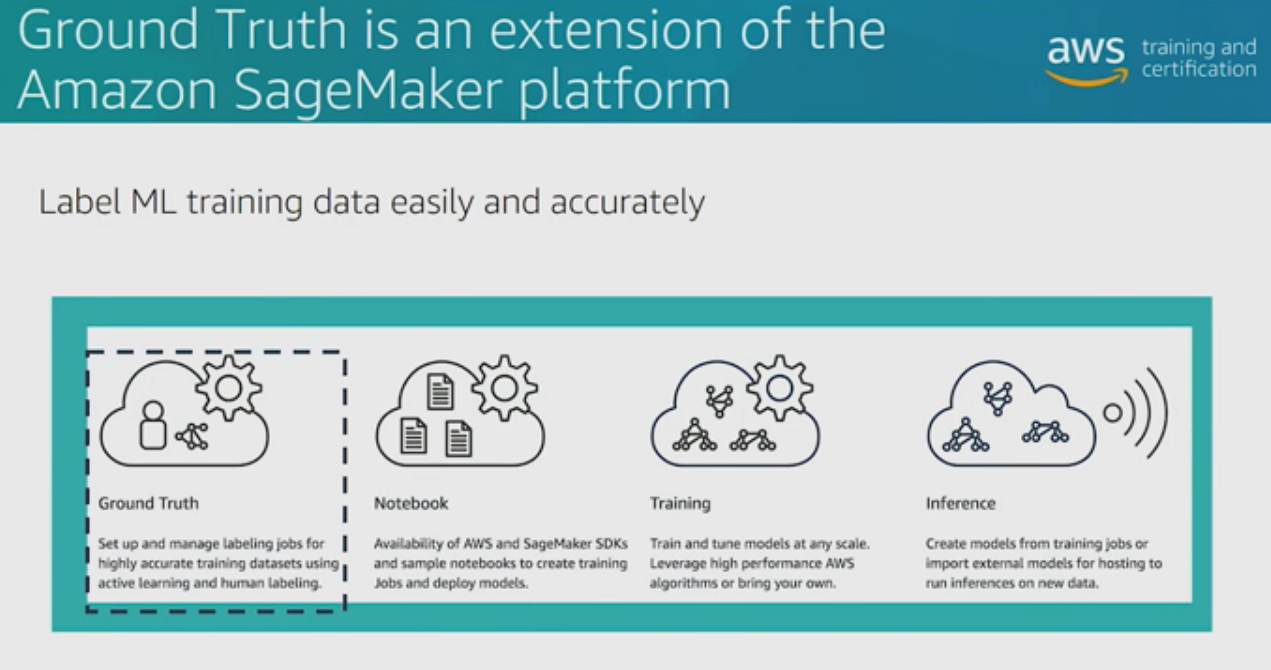 Ground Truth is an extension of the
Amazon SageMaker platform
aws training and
certification
Label ML training data easily and accurately
Ground Truth
Set up and manage labeling jobs for
highly accurate training datasets using
active learning and human labeling.
Notebook
Availability of AWS and SageMaker SDKs
and sample notebooks to create training
Jobs and deploy models.
Training
Train and tune models at any scale.
Leverage high performance AWS
algorithms or bring your own.
Inference
Create models from training jobs or
import external models for hosting to
run inferences on new data.